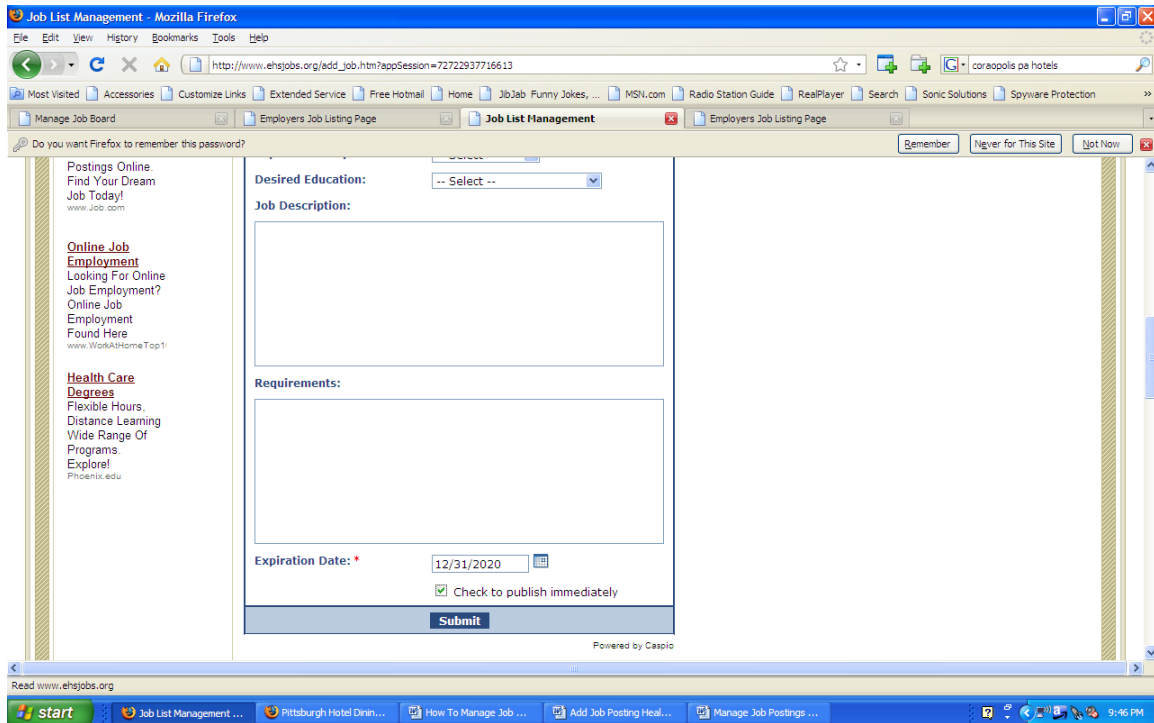 Job List Management - Mozilla Firefox
File Edit View History Bookmarks Tools Help
http://www.ehsjobs.org/add_job.htm?appSession=72722937716613
G coraopolis pa hotels
Most Visited Accessories Customize Links Extended Service Free Hotmail Home JibJab Funny Jokes, ... MSN.com Radio Station Guide RealPlayer Search Sonic Solutions Spyware Protection »
Manage Job Board Employers Job Listing Page Job List Management Employers Job Listing Page
Do you want Firefox to remember this password? Remember Never for This Site Not Now
Postings Online.
Find Your Dream
Job Today!
www.Job.com
Online Job
Employment
Looking For Online
Job Employment?
Online Job
Employment
Found Here
www.WorkAtHomeTop1
Health Care
Degrees
Flexible Hours,
Distance Learning
Wide Range Of
Programs.
Explore!
Phoenix.edu
Desired Education: -- Select --
Job Description:
Requirements:
Expiration Date: * 12/31/2020
Check to publish immediately
Submit
Powered by Caspio
Read www.ehsjobs.org
start Job List Management ... Pittsburgh Hotel Dinin... How To Manage Job ... Add Job Posting Heal... Manage Job Postings ... 9:46 PM